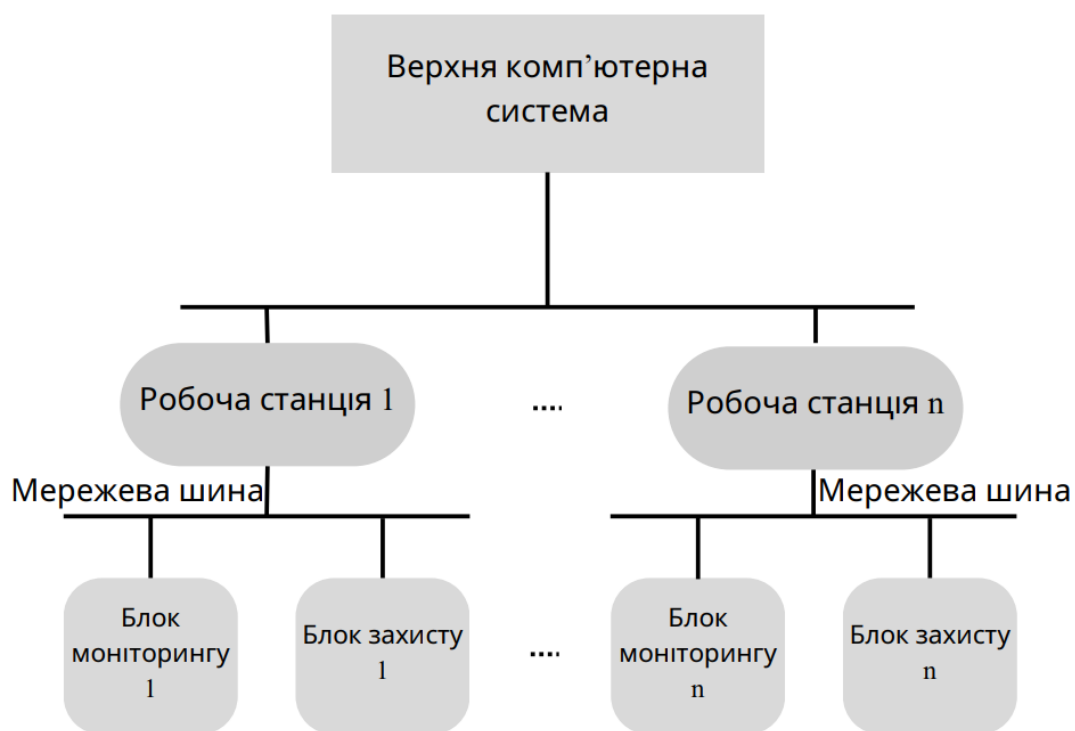 Верхня комп’ютерна
система
Робоча станція 1
....
Робоча станція n
Мережева шина
Мережева шина
Блок
моніторингу
1
Блок захисту
1
....
Блок
моніторингу
n
Блок захисту
n